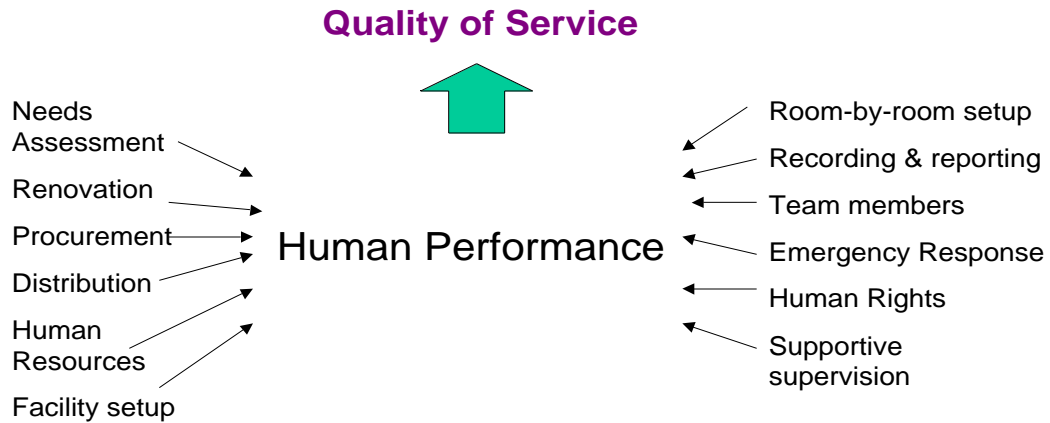 Quality of Service
Needs
Assessment
Renovation
Procurement
Distribution
Human
Resources
Facility setup
Human Performance
Room-by-room setup
Recording & reporting
Team members
Emergency Response
Human Rights
Supportive
supervision